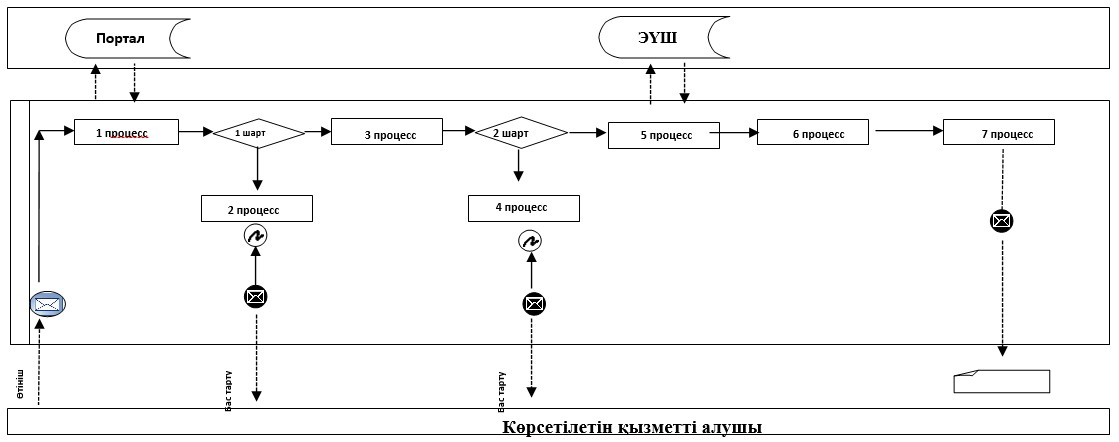 Портал
ЭҮШ
1 процесс
1 шарт
3 процесс
2 шарт
5 процесс
6 процесс
7 процесс
2 процесс
4 процесс
Өтініш
Бас тарту
Бас тарту
Көрсетілетін қызметті алушы